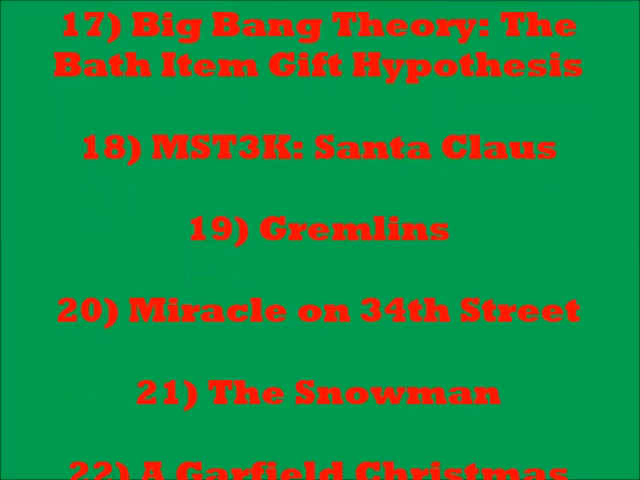 17) Big Bang Theory: The
Bath Item Gift Hypothesis
18) MST3K: Santa Claus
19) Gremlins
20) Miracle on 34th Street
21) The Snowman
22) A Garfield Christmas